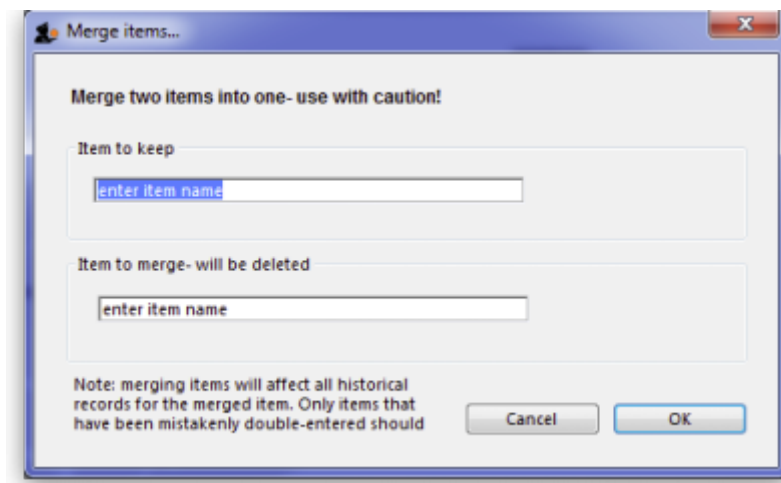 Merge items...
Merge two items into one- use with caution!
Item to keep
enter item name
Item to merge- will be deleted
enter item name
Note: merging items will affect all historical
records for the merged item. Only items that
have been mistakenly double-entered should
Cancel
OK